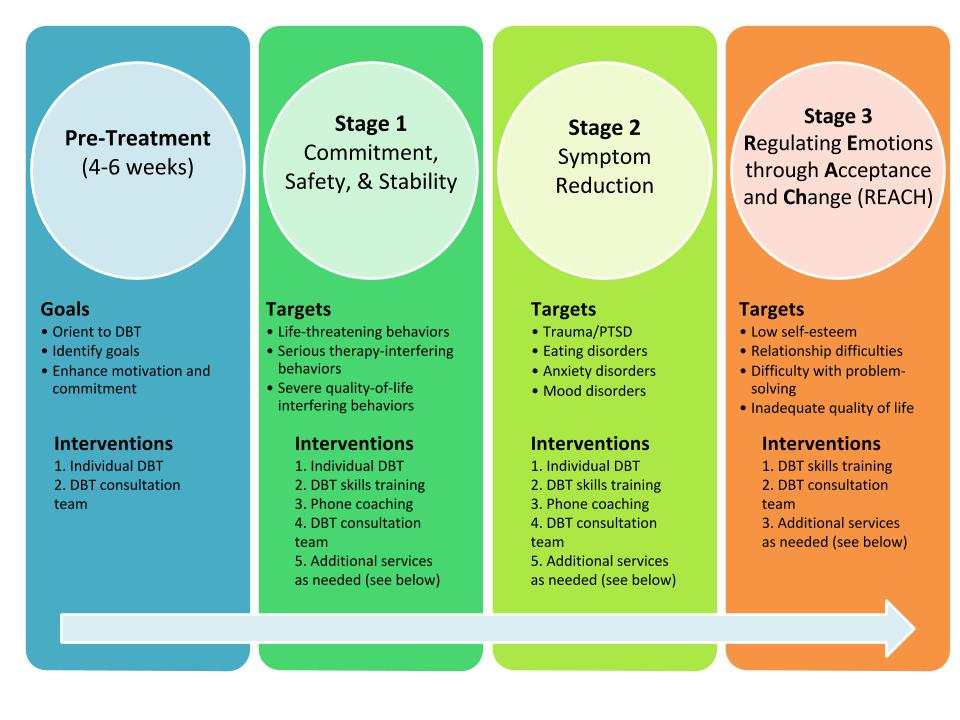 Pre-Treatment
(4-6 weeks)
Goals
• Orient to DBT
• Identify goals
• Enhance motivation and
commitment
Interventions
1. Individual DBT
2. DBT consultation
team
Stage 1
Commitment,
Safety, & Stability
Targets
• Life-threatening behaviors
• Serious therapy-interfering
behaviors
• Severe quality-of-life
interfering behaviors
Interventions
1. Individual DBT
2. DBT skills training
3. Phone coaching
4. DBT consultation
team
5. Additional services
as needed (see below)
Stage 2
Symptom
Reduction
Targets
• Trauma/PTSD
• Eating disorders
• Anxiety disorders
• Mood disorders
Interventions
1. Individual DBT
2. DBT skills training
3. Phone coaching
4. DBT consultation
team
5. Additional services
as needed (see below)
Stage 3
Regulating Emotions
through Acceptance
and Change (REACH)
Targets
• Low self-esteem
• Relationship difficulties
• Difficulty with problem-
solving
• Inadequate quality of life
Interventions
1. DBT skills training
2. DBT consultation
team
3. Additional services
as needed (see below)